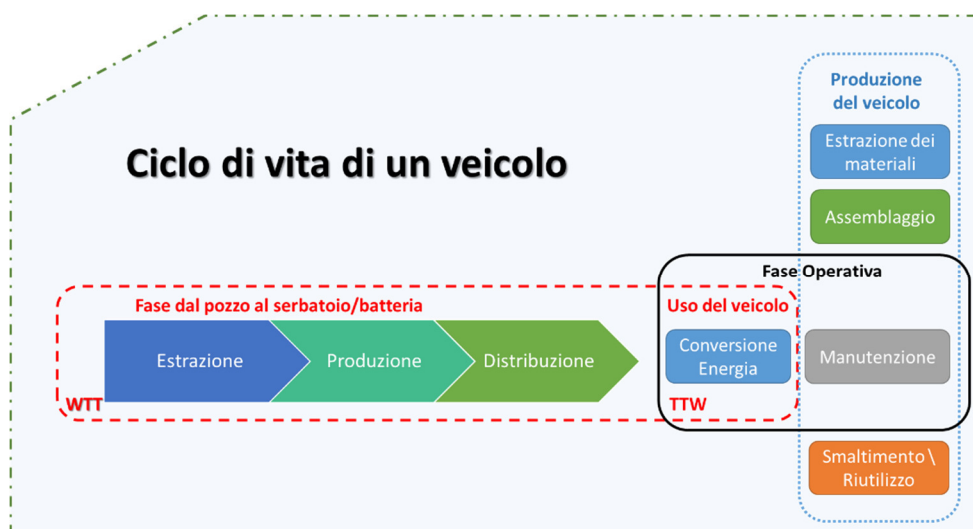 Produzione
del veicolo
Estrazione dei
materiali
Ciclo di vita di un veicolo
Assemblaggio
Fase Operativa
Fase dal pozzo al serbatoio/batteria
Uso del veicolo
Estrazione
Produzione
Distribuzione
Conversione
Energia
Manutenzione
WTT
TTW
Smaltimento \
Riutilizzo